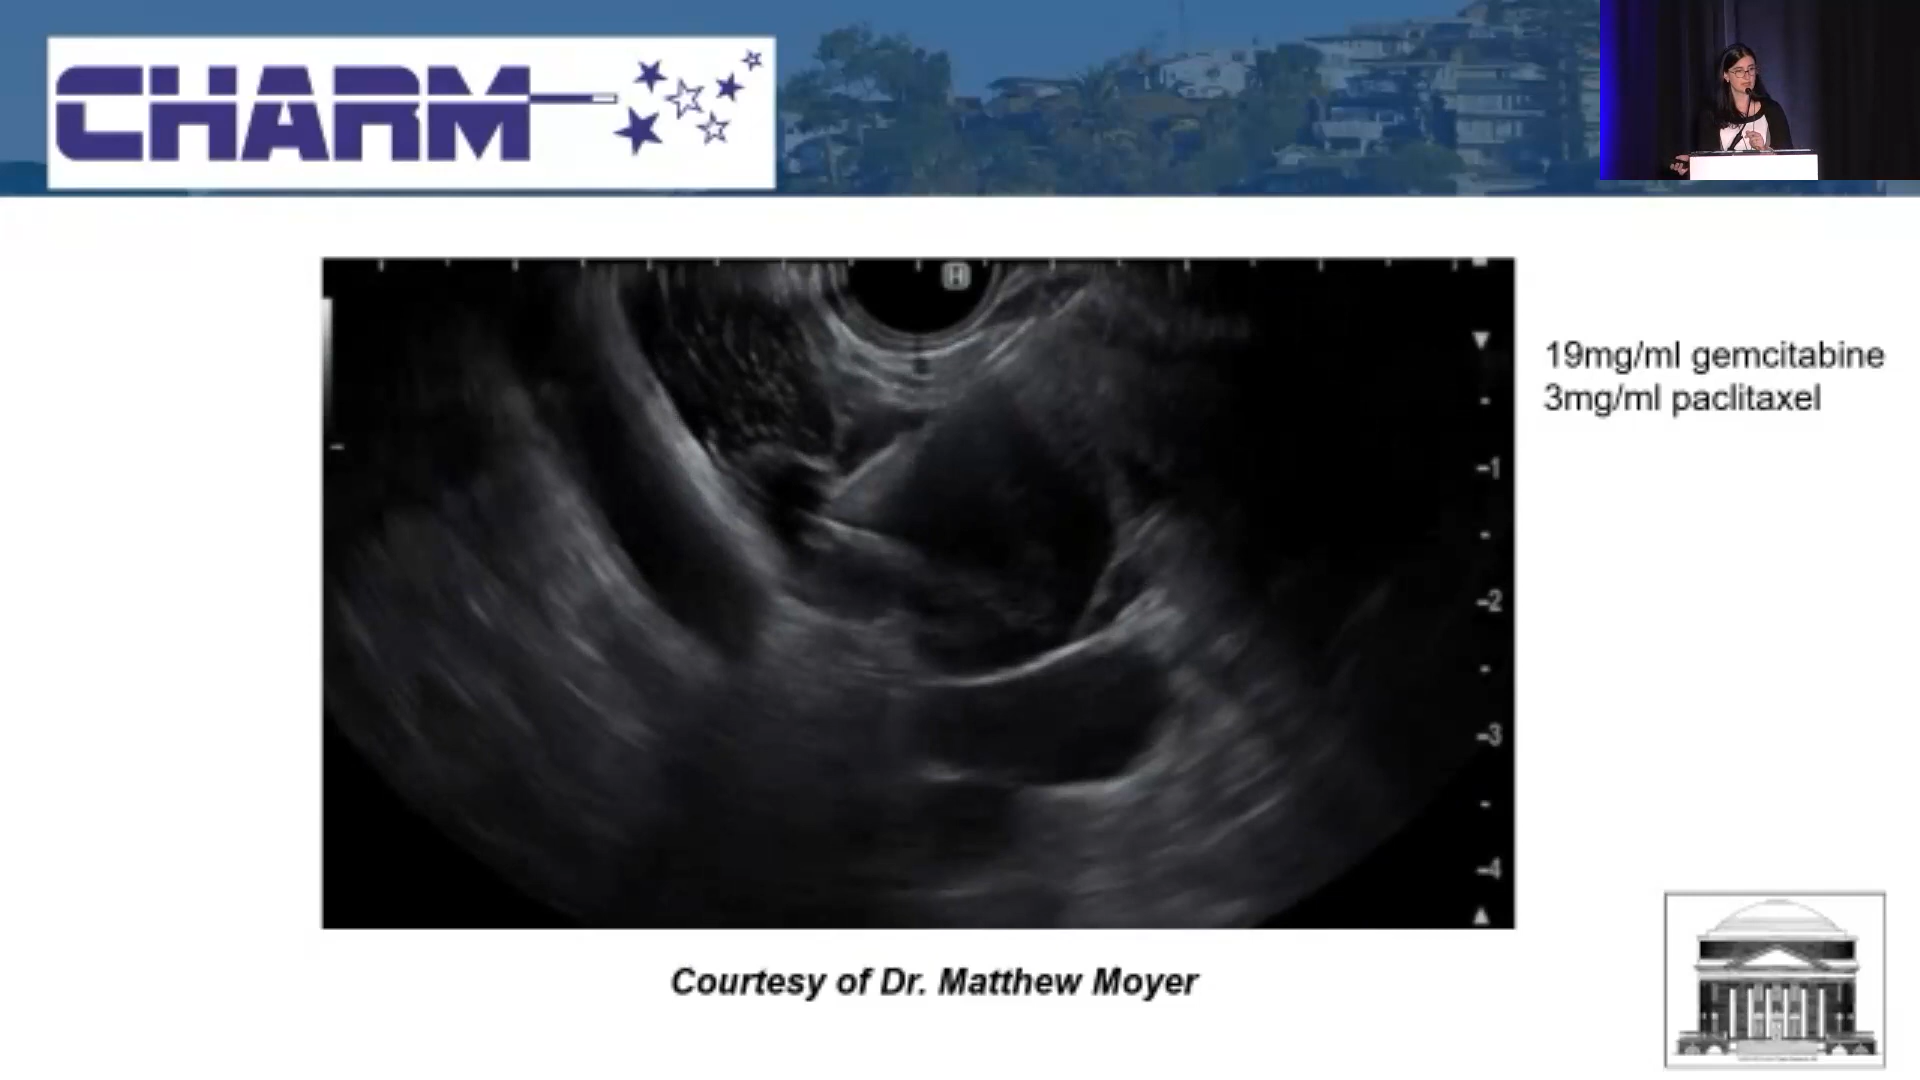 CHARM
H
19mg/ml gemcitabine
3mg/ml paclitaxel
-1
-2
-3
-4
Courtesy of Dr. Matthew Moyer